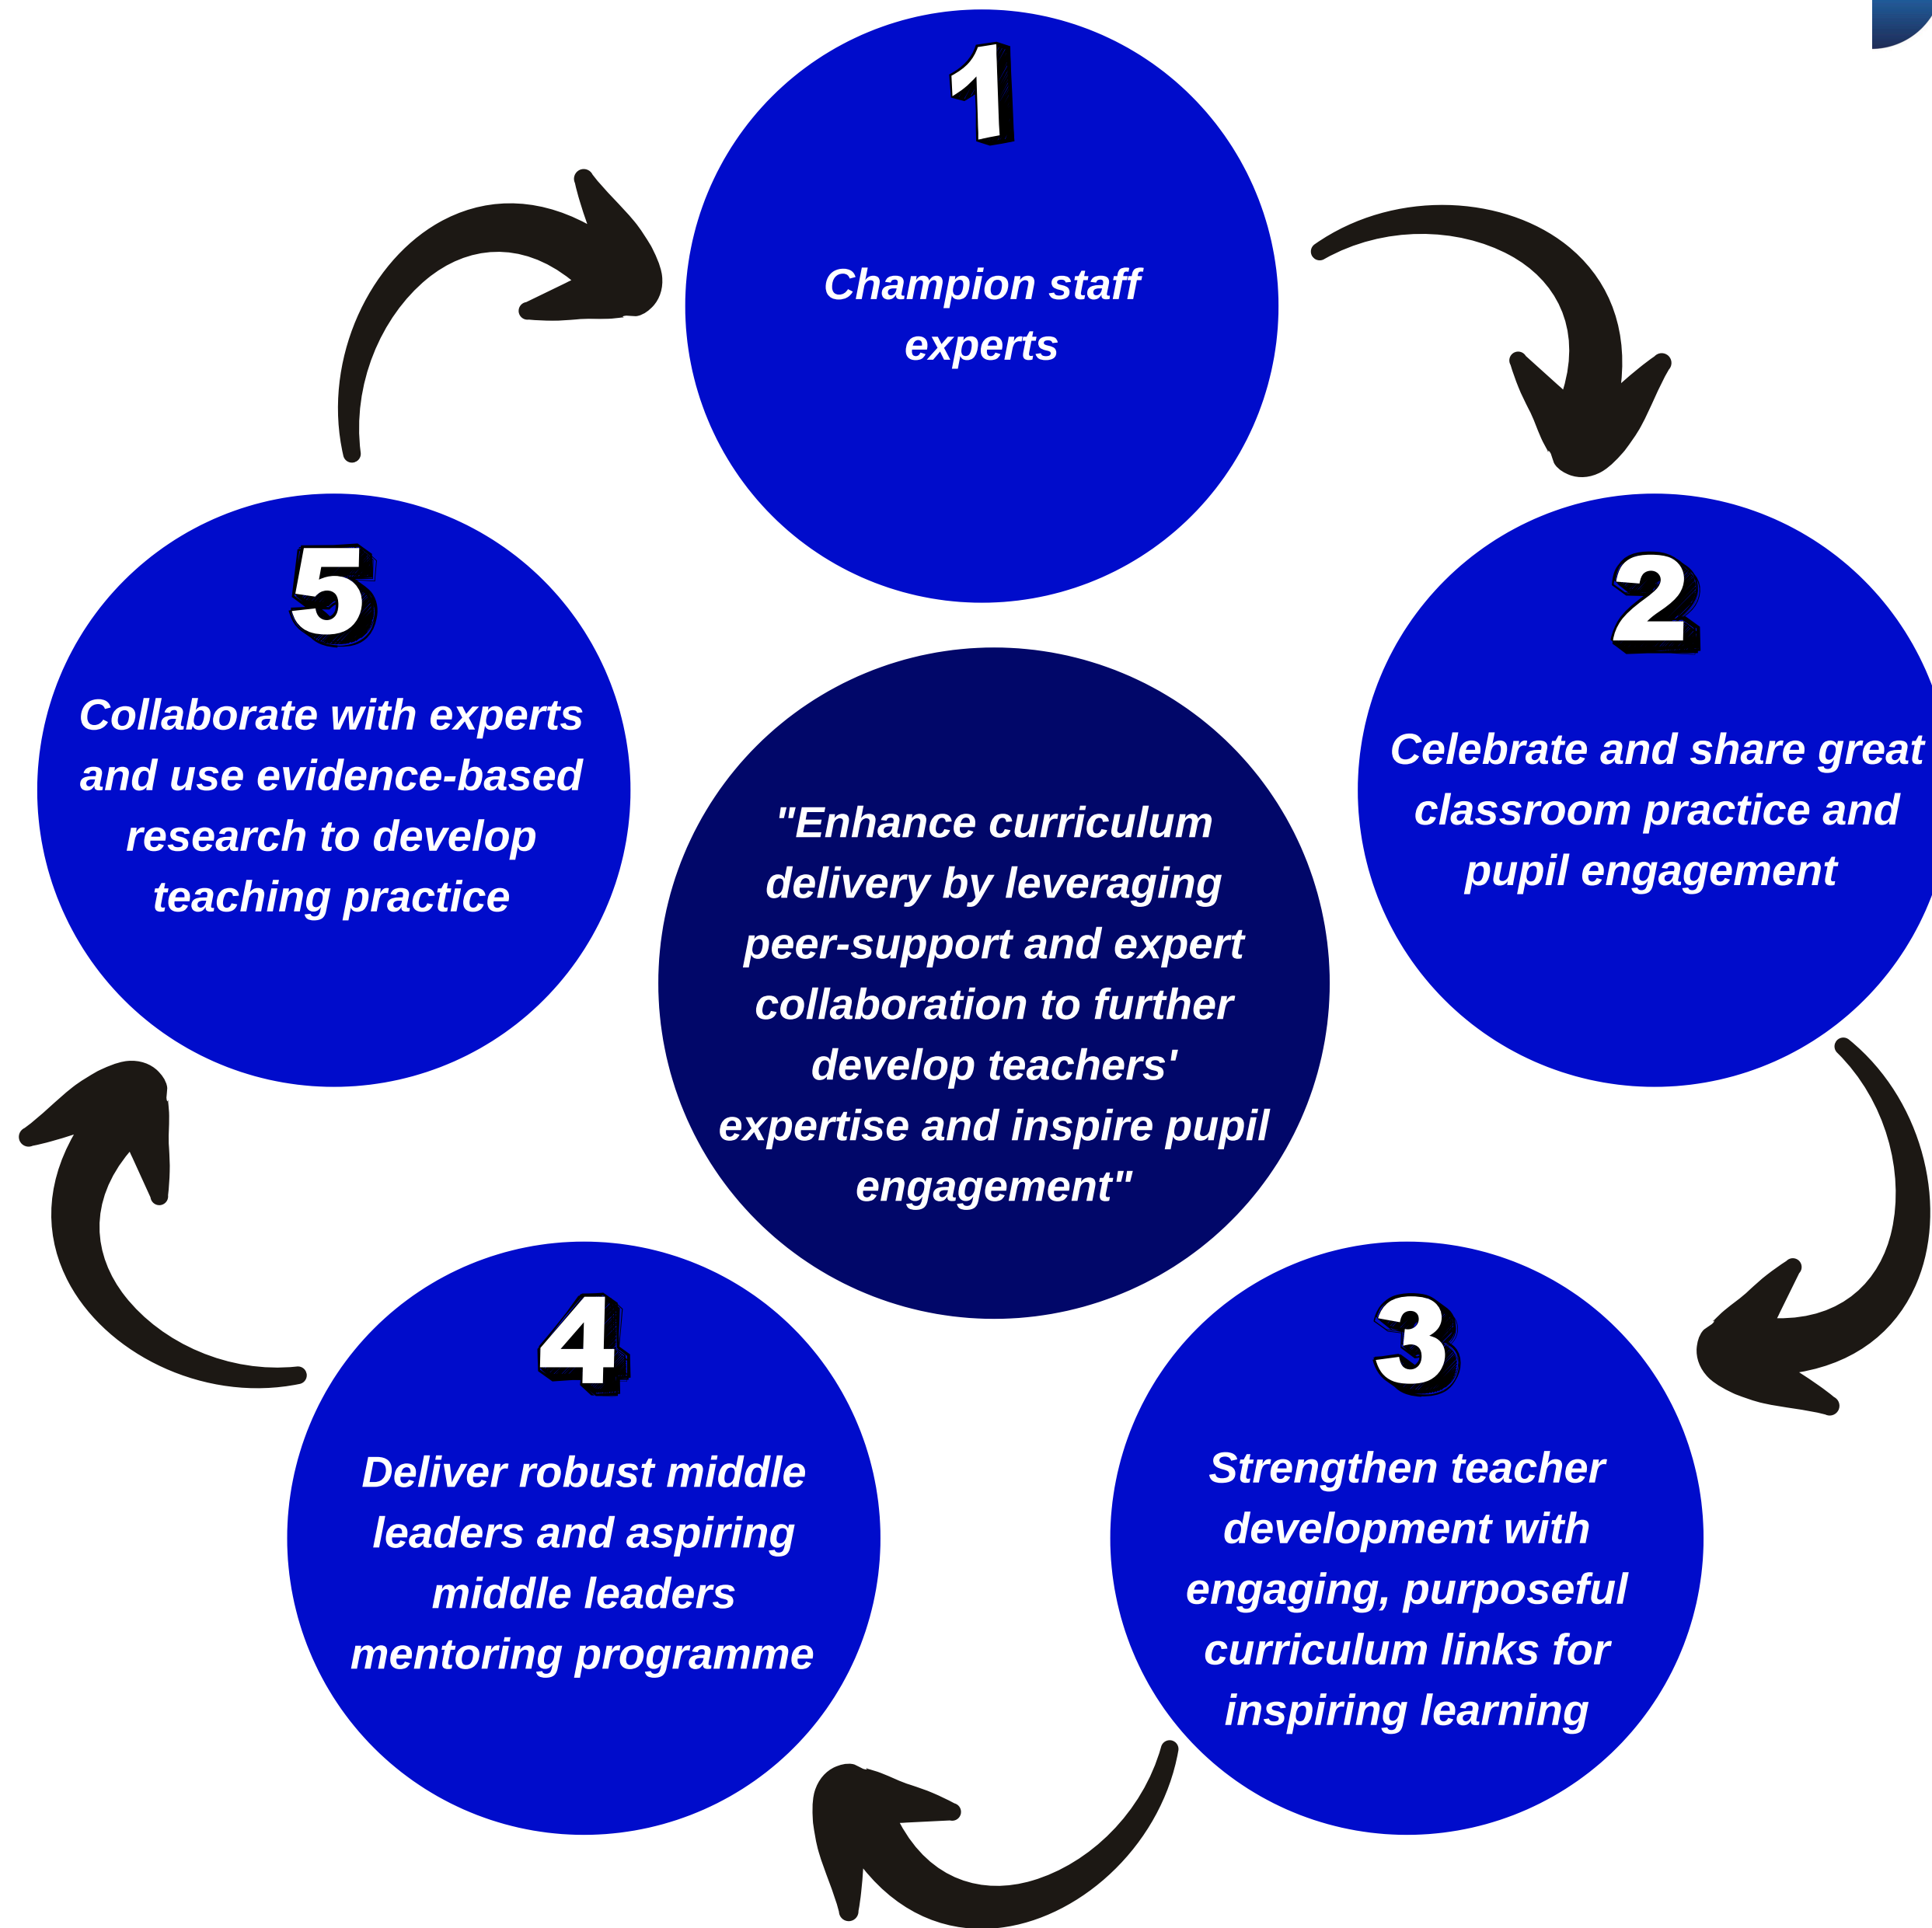 1
Champion staff
experts
2
Celebrate and share great
classroom practice and
pupil engagement
3
Strengthen teacher
development with
engaging, purposeful
curriculum links for
inspiring learning
4
Deliver robust middle
leaders and aspiring
middle leaders
mentoring programme
5
Collaborate with experts
and use evidence-based
research to develop
teaching practice
"Enhance curriculum
delivery by leveraging
peer-support and expert
collaboration to further
develop teachers'
expertise and inspire pupil
engagement"